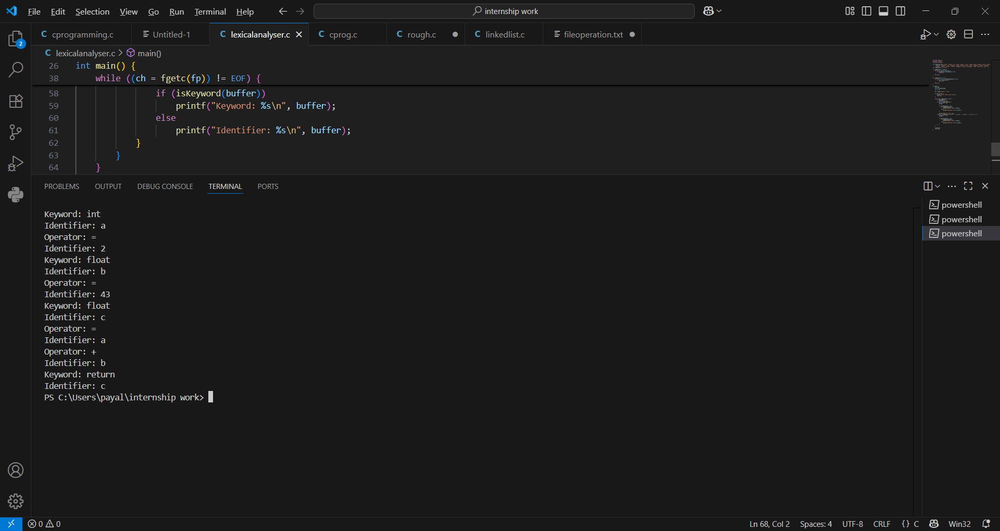 File Edit Selection View Go Run Terminal Help internship work
2
C cprogramming.c Untitled-1 C lexicalanalyser.c C cprog.c C rough.c C linkedlist.c fileoperation.txt
C lexicalanalyser.c > main()
26 int main() {
38 while ((ch = fgetc(fp)) != EOF) {
58 if (isKeyword(buffer))
59 printf("Keyword: %s\n", buffer);
60 else
61 printf("Identifier: %s\n", buffer);
62 }
63 }
64 }
PROBLEMS OUTPUT DEBUG CONSOLE TERMINAL PORTS
powershell
powershell
powershell
Keyword: int
Identifier: a
Operator: =
Identifier: 2
Keyword: float
Identifier: b
Operator: =
Identifier: 43
Keyword: float
Identifier: c
Operator: =
Identifier: a
Operator: +
Identifier: b
Keyword: return
Identifier: c
PS C:\Users\payal\internship work>
0 0 Ln 68, Col 2 Spaces: 4 UTF-8 CRLF {} C Win32